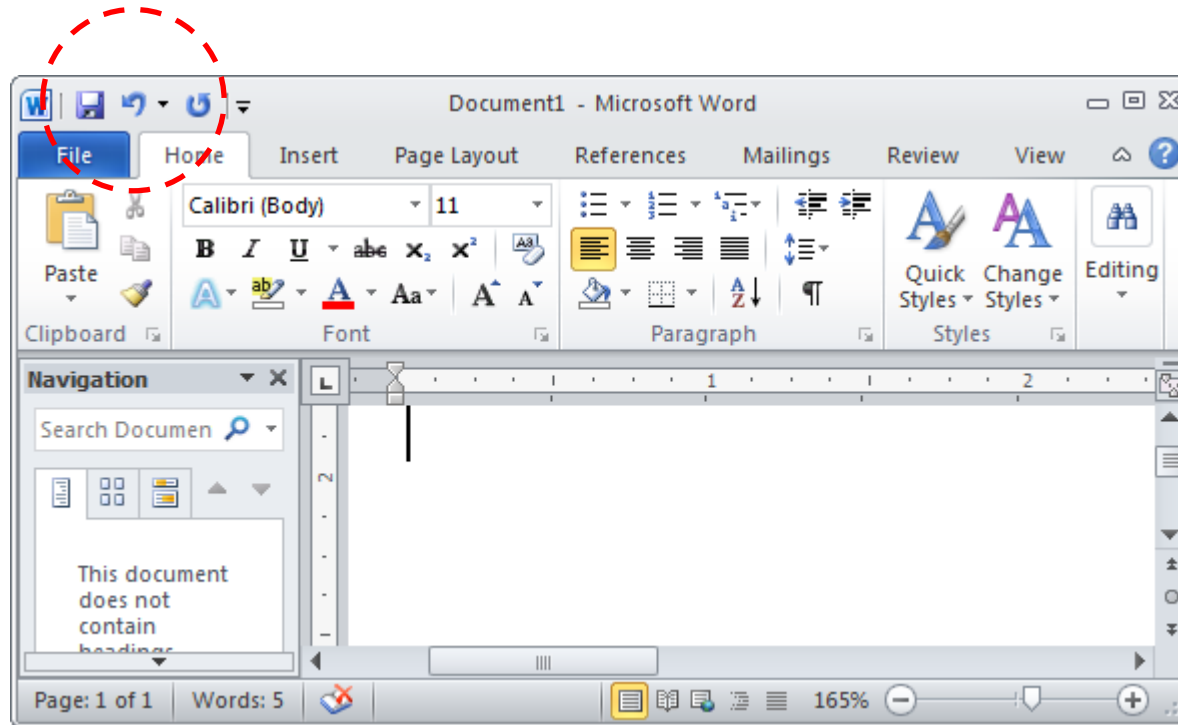 Document1 - Microsoft Word
File Home Insert Page Layout References Mailings Review View
Calibri (Body) 11
Paste
Quick Styles
Change Styles
Editing
Clipboard Font Paragraph Styles
Navigation
Search Documen
1 2
2
This document
does not
contain
headings
Page: 1 of 1 Words: 5 165%